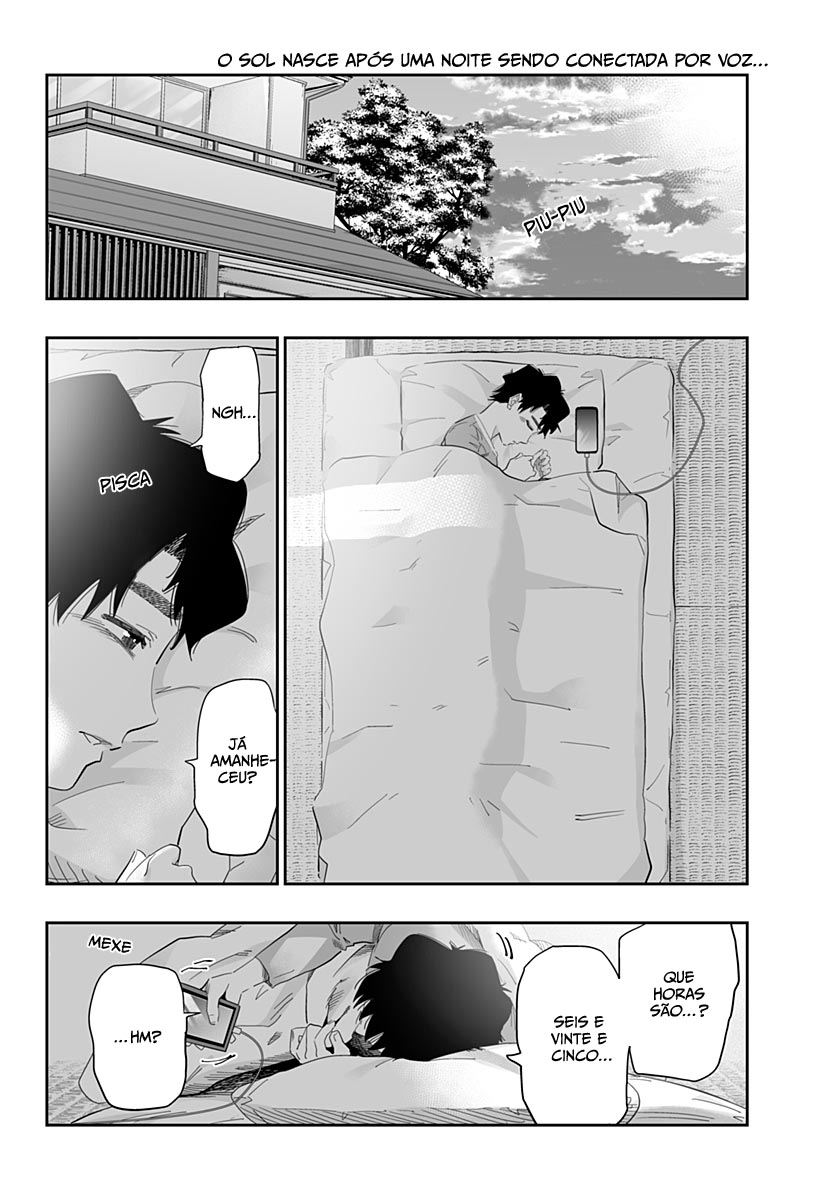 O SOL NASCE APÓS UMA NOITE SENDO CONECTADA POR VOZ...
PIU-PIU
NGH...
PISCA
JÁ
AMANHE-
CEU?
QUE
HORAS
SÃO...?
SEIS E
VINTE E
CINCO...
MEXE
...HM?